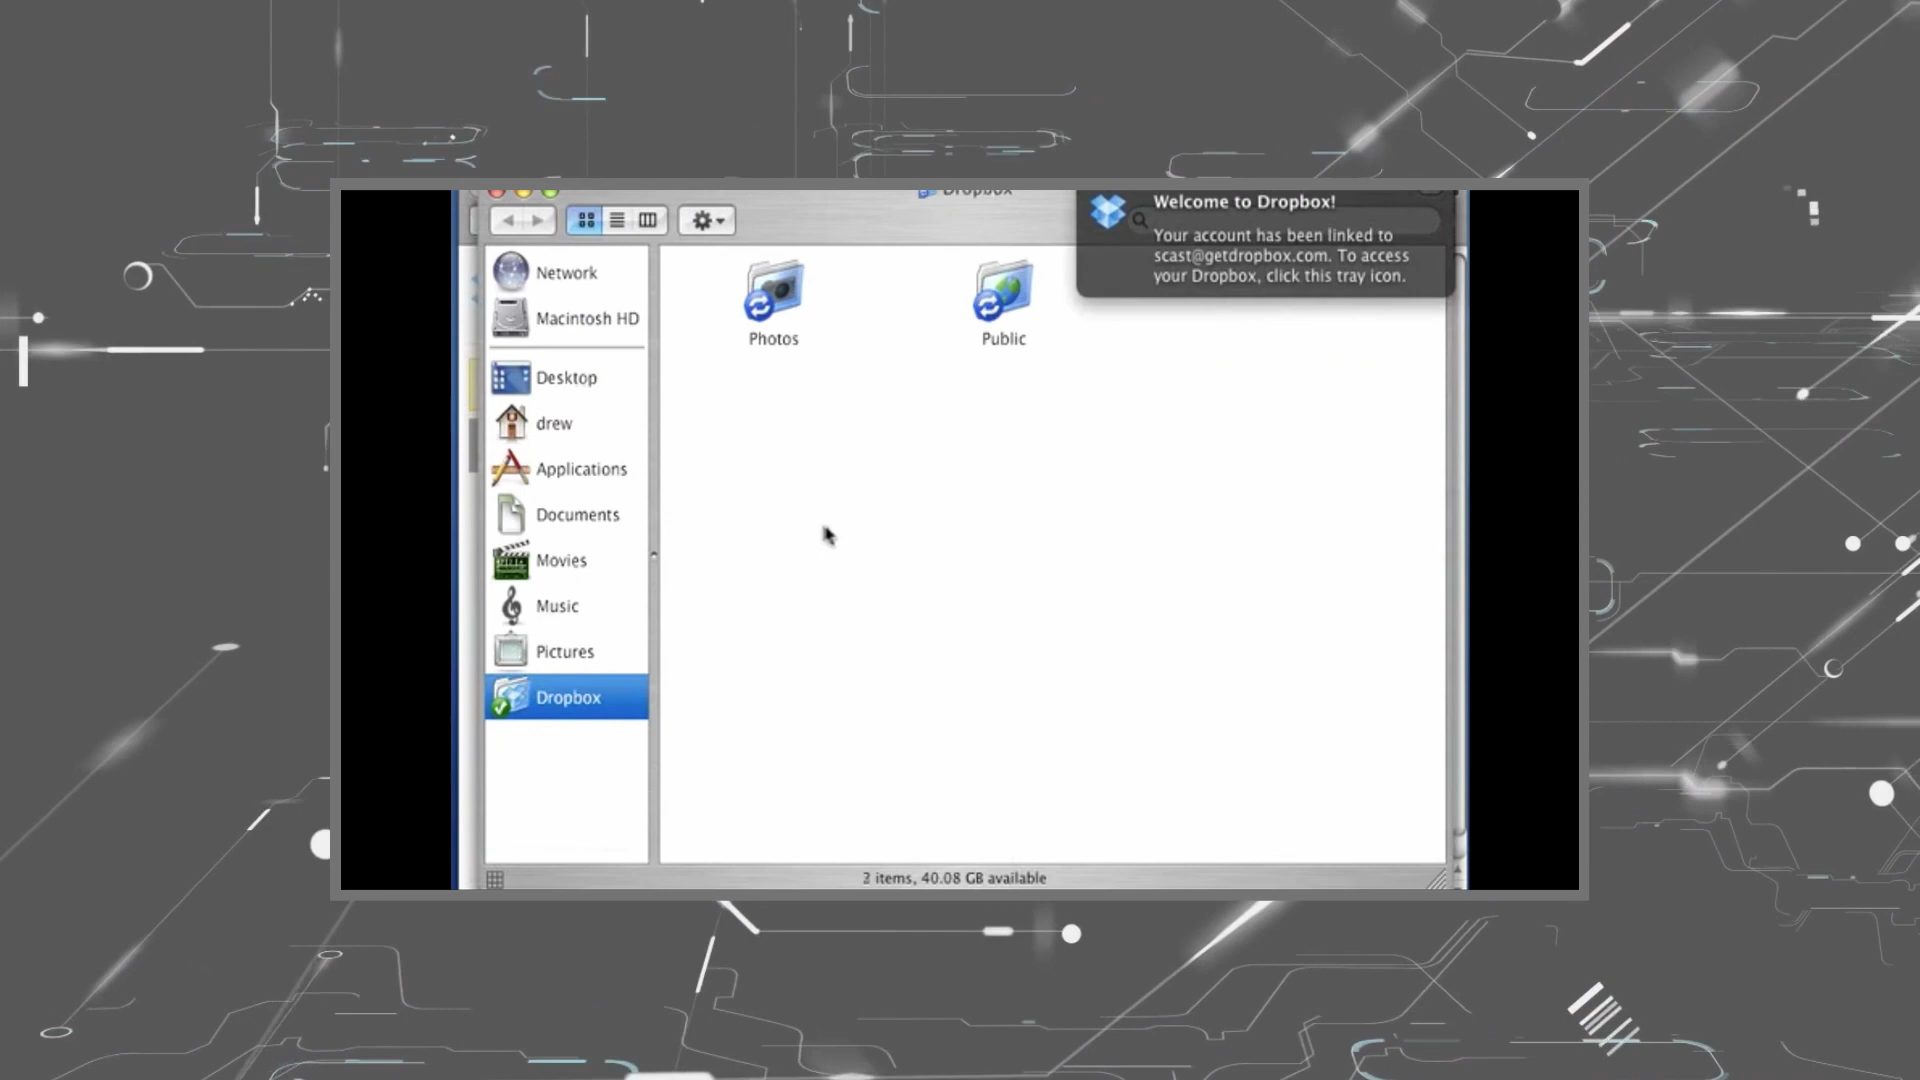 Dropbox
Welcome to Dropbox!
Your account has been linked to
scast@getdropbox.com. To access
your Dropbox, click this tray icon.
Network
Macintosh HD
Desktop
drew
Applications
Documents
Movies
Music
Pictures
Dropbox
Photos
Public
2 items, 40.08 GB available